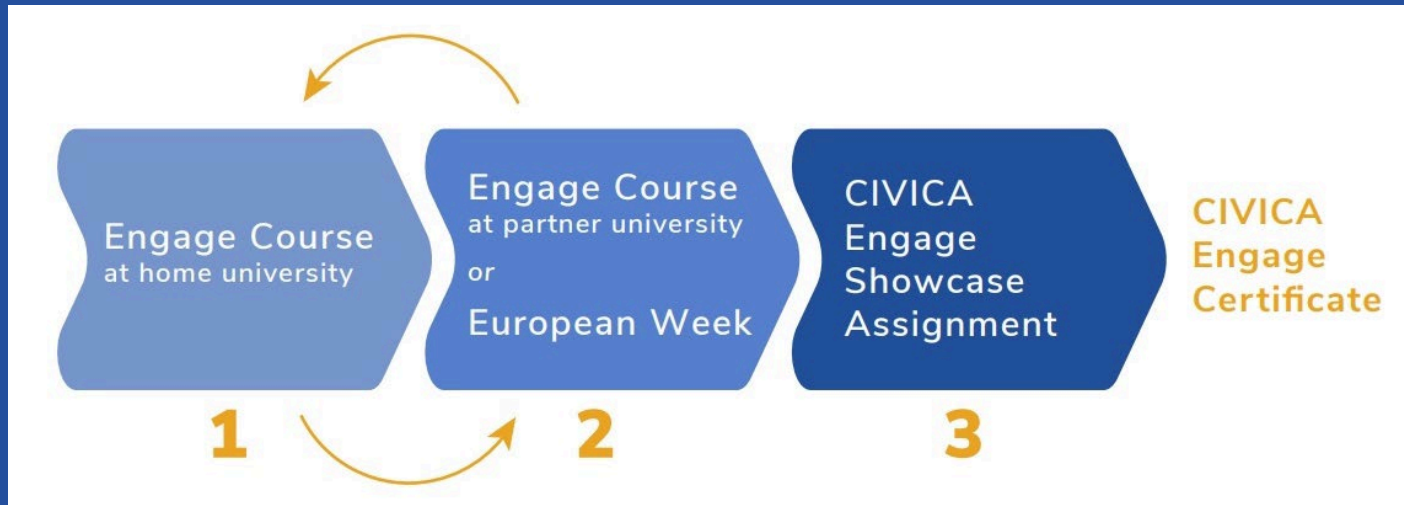 Engage Course
at home university
1
Engage Course
at partner university
or
European Week
2
CIVICA
Engage
Showcase
Assignment
3
CIVICA
Engage
Certificate